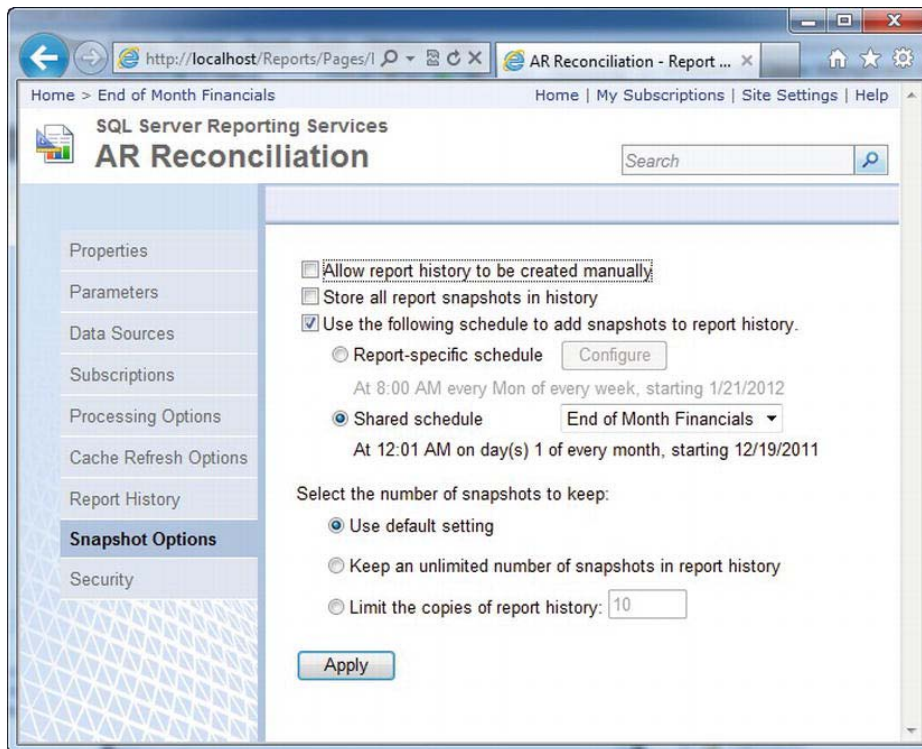 http://localhost/Reports/Pages/I
AR Reconciliation - Report ...
Home > End of Month Financials
Home | My Subscriptions | Site Settings | Help
SQL Server Reporting Services
AR Reconciliation
Search
Properties
Parameters
Data Sources
Subscriptions
Processing Options
Cache Refresh Options
Report History
Snapshot Options
Security
Allow report history to be created manually
Store all report snapshots in history
Use the following schedule to add snapshots to report history.
Report-specific schedule
Configure
At 8:00 AM every Mon of every week, starting 1/21/2012
Shared schedule
End of Month Financials
At 12:01 AM on day(s) 1 of every month, starting 12/19/2011
Select the number of snapshots to keep:
Use default setting
Keep an unlimited number of snapshots in report history
Limit the copies of report history: 10
Apply